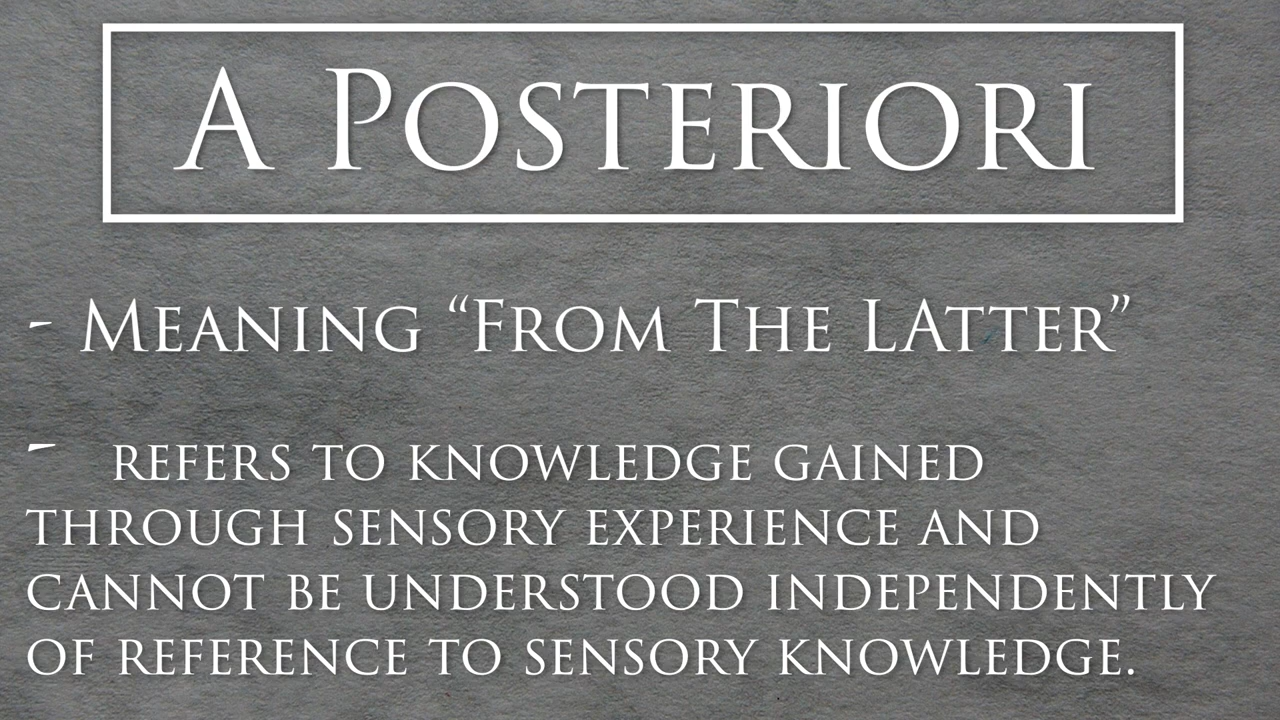 A Posteriori
- Meaning “From The LAtter”
- refers to knowledge gained
through sensory experience and
cannot be understood independently
of reference to sensory knowledge.